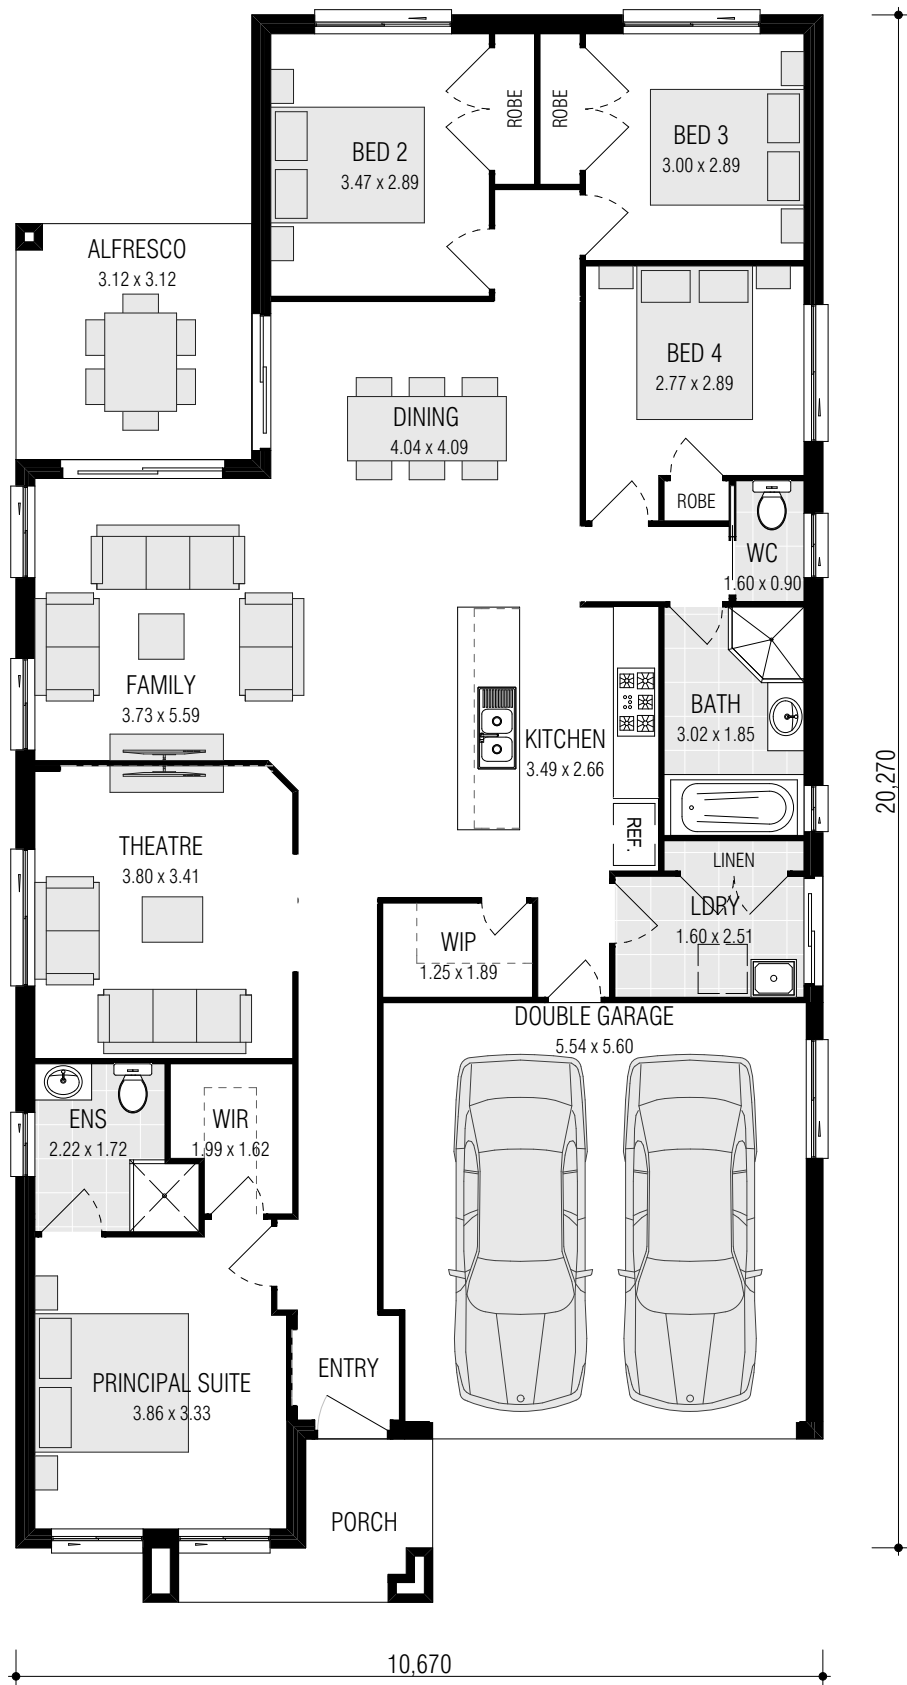 BED 2
3.47 x 2.89
ROBE
ROBE
BED 3
3.00 x 2.89
ALFRESCO
3.12 x 3.12
BED 4
2.77 x 2.89
DINING
4.04 x 4.09
ROBE
WC
1.60 x 0.90
FAMILY
3.73 x 5.59
KITCHEN
3.49 x 2.66
BATH
3.02 x 1.85
20,270
THEATRE
3.80 x 3.41
REF.
LINEN
LDRY
1.60 x 2.51
WIP
1.25 x 1.89
DOUBLE GARAGE
5.54 x 5.60
ENS
2.22 x 1.72
WIR
1.99 x 1.62
PRINCIPAL SUITE
3.86 x 3.33
ENTRY
PORCH
10,670